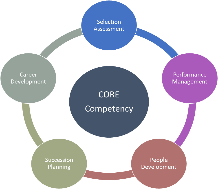 Selection
Assessment
Performance
Management
People
Development
Succession
Planning
Career
Development
CORE
Competency